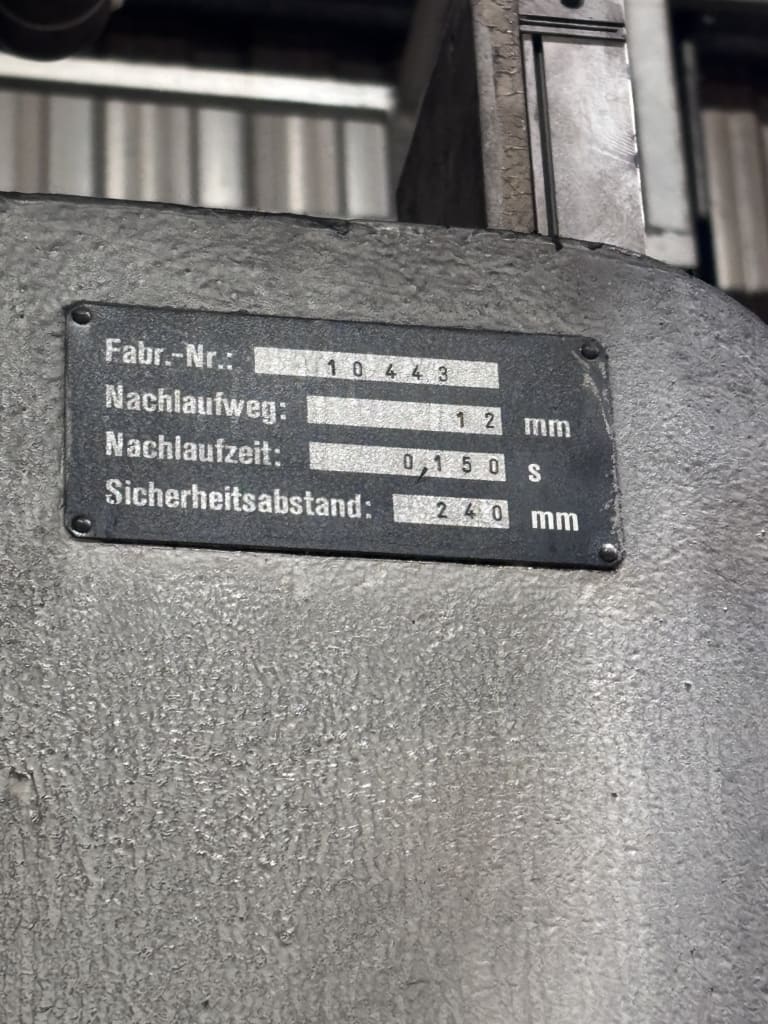 Fabr.-Nr.: 10443
Nachlaufweg: 12 mm
Nachlaufzeit: 0,150 s
Sicherheitsabstand: 240 mm